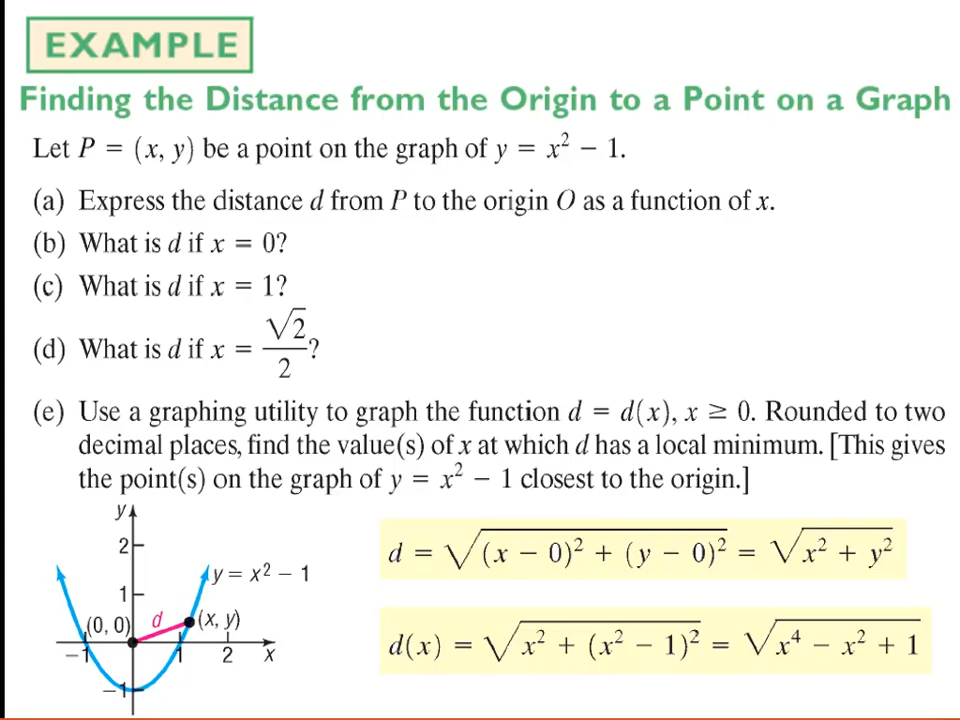 EXAMPLE
Finding the Distance from the Origin to a Point on a Graph
Let P = (x, y) be a point on the graph of y = x² − 1.
(a) Express the distance d from P to the origin O as a function of x.
(b) What is d if x = 0?
(c) What is d if x = 1?
(d) What is d if x = √2/2?
(e) Use a graphing utility to graph the function d = d(x), x ≥ 0. Rounded to two
decimal places, find the value(s) of x at which d has a local minimum. [This gives
the point(s) on the graph of y = x² − 1 closest to the origin.]
y
2
y = x2 − 1
1
(0, 0) d (x, y)
−1 1 2 x
−1
d = √((x − 0)² + (y − 0)²) = √(x² + y²)
d(x) = √(x² + (x² − 1)²) = √(x⁴ − x² + 1)